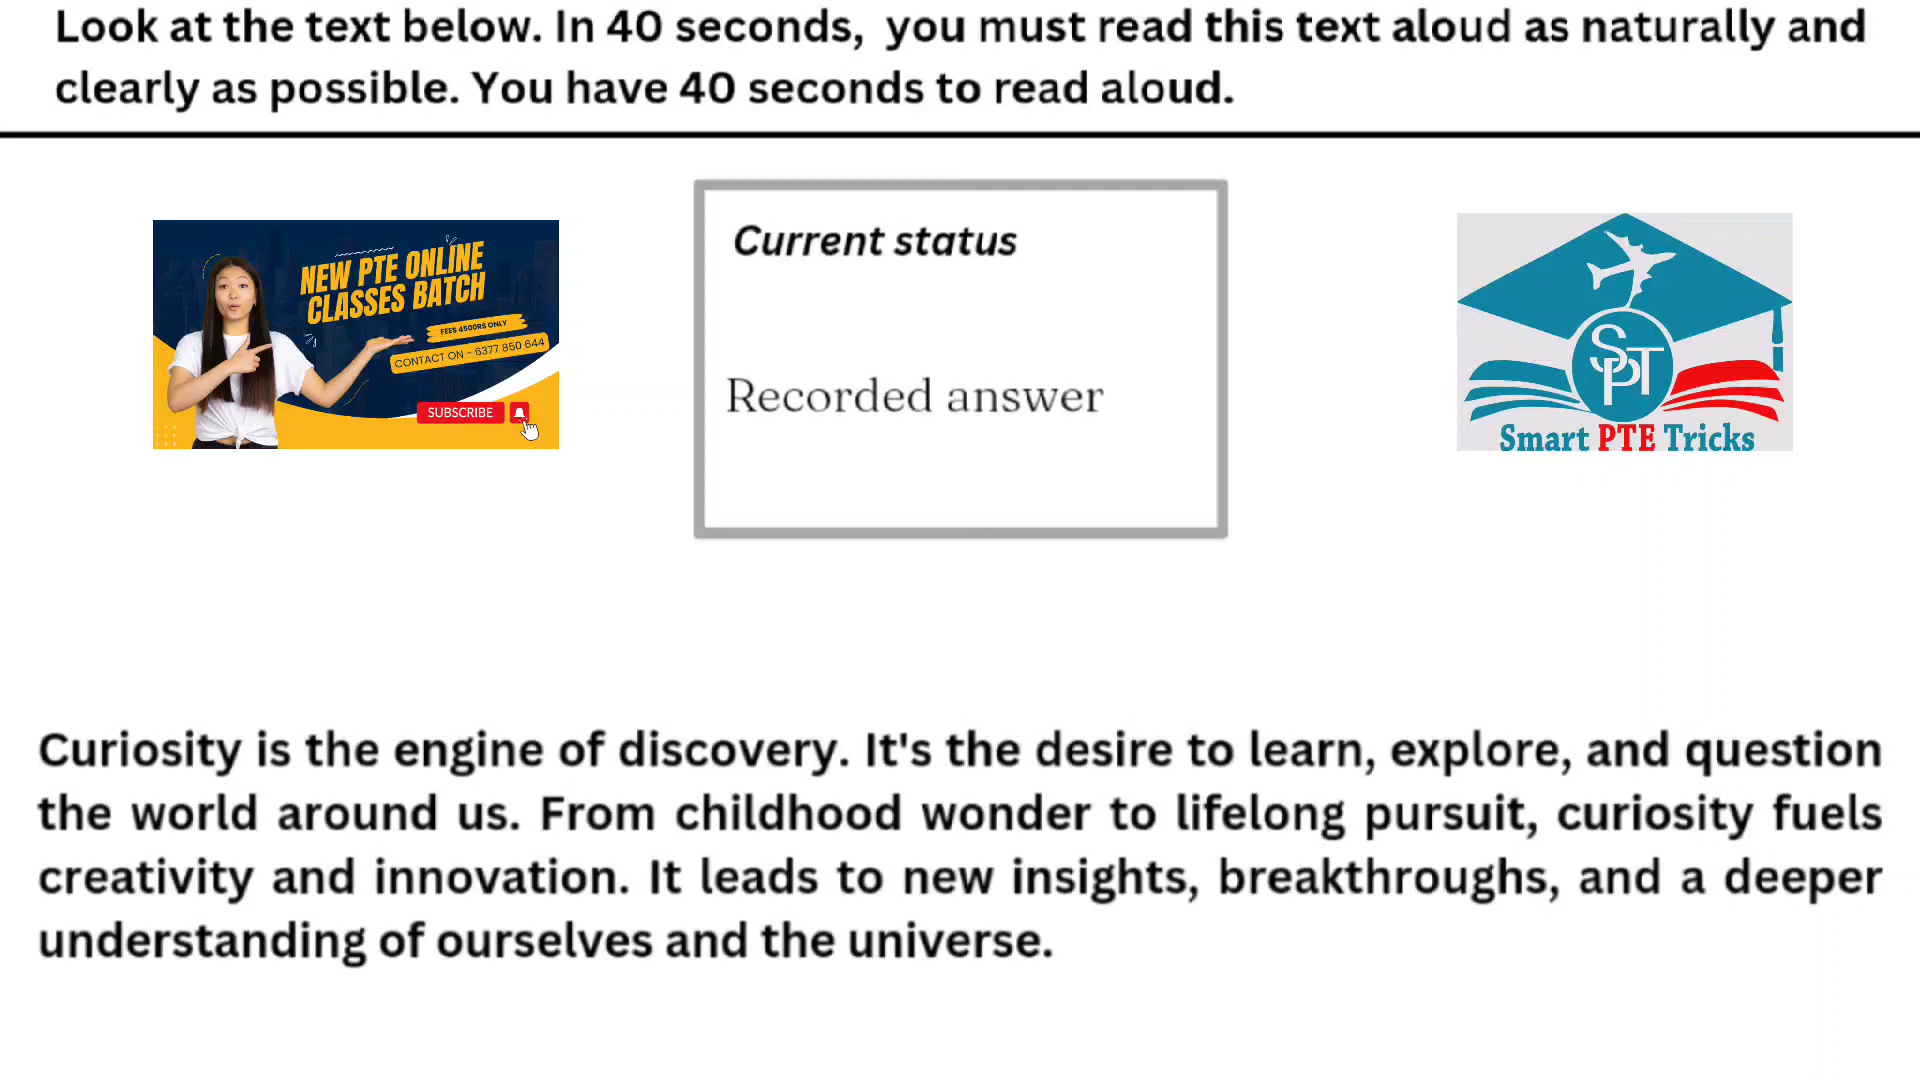 Look at the text below. In 40 seconds, you must read this text aloud as naturally and
clearly as possible. You have 40 seconds to read aloud.
NEW PTE ONLINE
CLASSES BATCH
FEES 4500RS ONLY
CONTACT ON - 6377 850 644
SUBSCRIBE
Current status
Recorded answer
SPT
Smart PTE Tricks
Curiosity is the engine of discovery. It's the desire to learn, explore, and question
the world around us. From childhood wonder to lifelong pursuit, curiosity fuels
creativity and innovation. It leads to new insights, breakthroughs, and a deeper
understanding of ourselves and the universe.